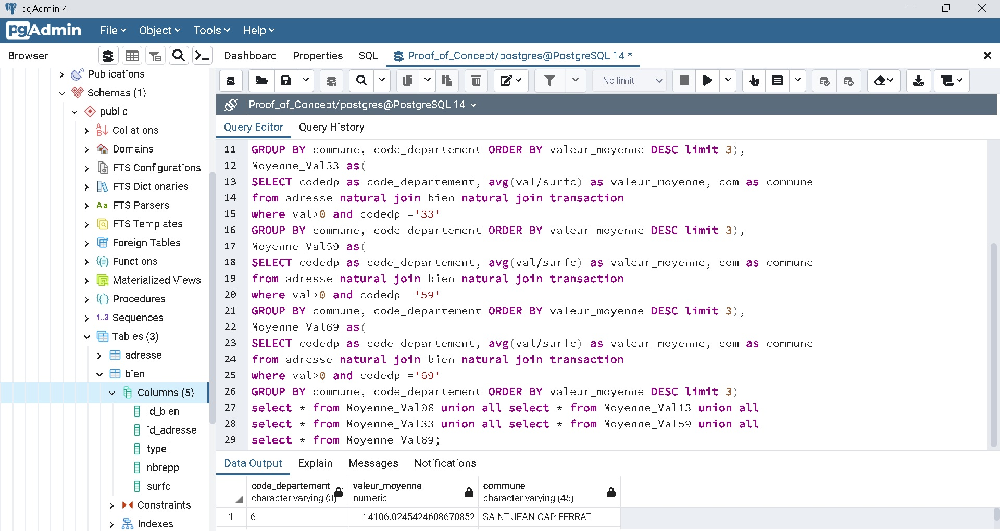 pgAdmin 4
pgAdmin File Object Tools Help
Browser Dashboard Properties SQL Proof_of_Concept/postgres@PostgreSQL 14 *
No limit
Proof_of_Concept/postgres@PostgreSQL 14
Query Editor Query History
Publications
Schemas (1)
public
Collations
Domains
FTS Configurations
FTS Dictionaries
Aa FTS Parsers
FTS Templates
Foreign Tables
Functions
Materialized Views
Procedures
1..3 Sequences
Tables (3)
adresse
bien
Columns (5)
id_bien
id_adresse
typel
nbrepp
surfc
Constraints
Indexes
11 GROUP BY commune, code_departement ORDER BY valeur_moyenne DESC limit 3),
12 Moyenne_Val33 as(
13 SELECT codedp as code_departement, avg(val/surfc) as valeur_moyenne, com as commune
14 from adresse natural join bien natural join transaction
15 where val>0 and codedp ='33'
16 GROUP BY commune, code_departement ORDER BY valeur_moyenne DESC limit 3),
17 Moyenne_Val59 as(
18 SELECT codedp as code_departement, avg(val/surfc) as valeur_moyenne, com as commune
19 from adresse natural join bien natural join transaction
20 where val>0 and codedp ='59'
21 GROUP BY commune, code_departement ORDER BY valeur_moyenne DESC limit 3),
22 Moyenne_Val69 as(
23 SELECT codedp as code_departement, avg(val/surfc) as valeur_moyenne, com as commune
24 from adresse natural join bien natural join transaction
25 where val>0 and codedp ='69'
26 GROUP BY commune, code_departement ORDER BY valeur_moyenne DESC limit 3)
27 select * from Moyenne_Val06 union all select * from Moyenne_Val13 union all
28 select * from Moyenne_Val33 union all select * from Moyenne_Val59 union all
29 select * from Moyenne_Val69;
Data Output Explain Messages Notifications
code_departement valeur_moyenne commune
character varying (3) numeric character varying (45)
1 6 14106.0245424608670852 SAINT-JEAN-CAP-FERRAT